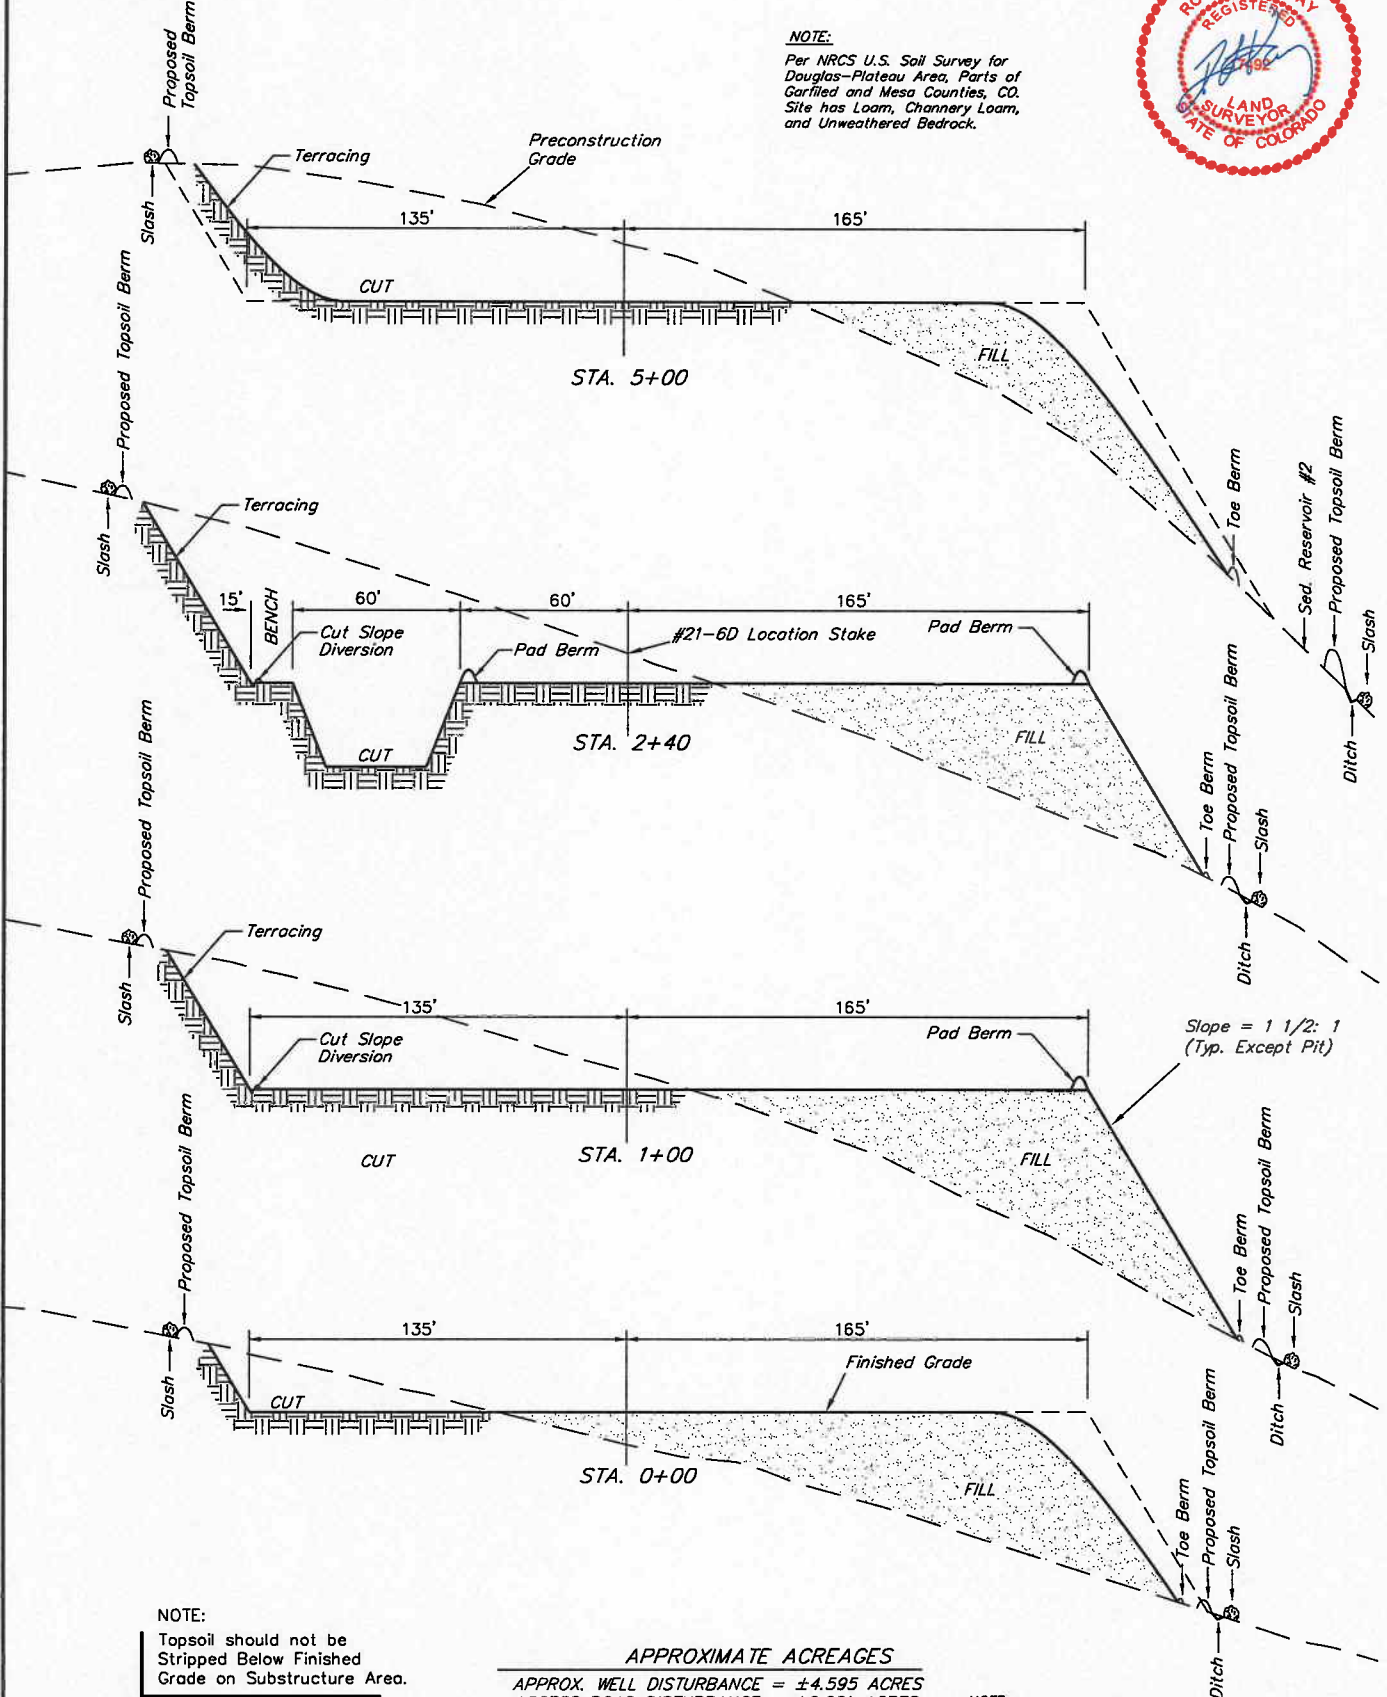 NOTE:
Per NRCS U.S. Soil Survey for
Douglas-Plateau Area, Parts of
Garfiled and Mesa Counties, CO.
Site has Loam, Channery Loam,
and Unweathered Bedrock.
REGISTERED
LAND
SURVEYOR
STATE OF COLORADO
Proposed
Topsoil Berm
Slash
Terracing
Preconstruction
Grade
135'
165'
CUT
FILL
STA. 5+00
Toe Berm
Sed. Reservoir #2
Proposed Topsoil Berm
Slash
Ditch
Proposed Topsoil Berm
Slash
Terracing
15'
BENCH
60'
60'
165'
Cut Slope
Diversion
Pad Berm
#21-6D Location Stake
Pad Berm
CUT
FILL
STA. 2+40
Toe Berm
Proposed Topsoil Berm
Slash
Ditch
Proposed Topsoil Berm
Slash
Terracing
135'
165'
Cut Slope
Diversion
Pad Berm
Slope = 1 1/2: 1
(Typ. Except Pit)
CUT
FILL
STA. 1+00
Toe Berm
Proposed Topsoil Berm
Slash
Ditch
Proposed Topsoil Berm
Slash
135'
165'
Finished Grade
CUT
FILL
STA. 0+00
Toe Berm
Proposed Topsoil Berm
Slash
Ditch
NOTE:
Topsoil should not be
Stripped Below Finished
Grade on Substructure Area.
APPROXIMATE ACREAGES
APPROX. WELL DISTURBANCE = ±4.595 ACRES